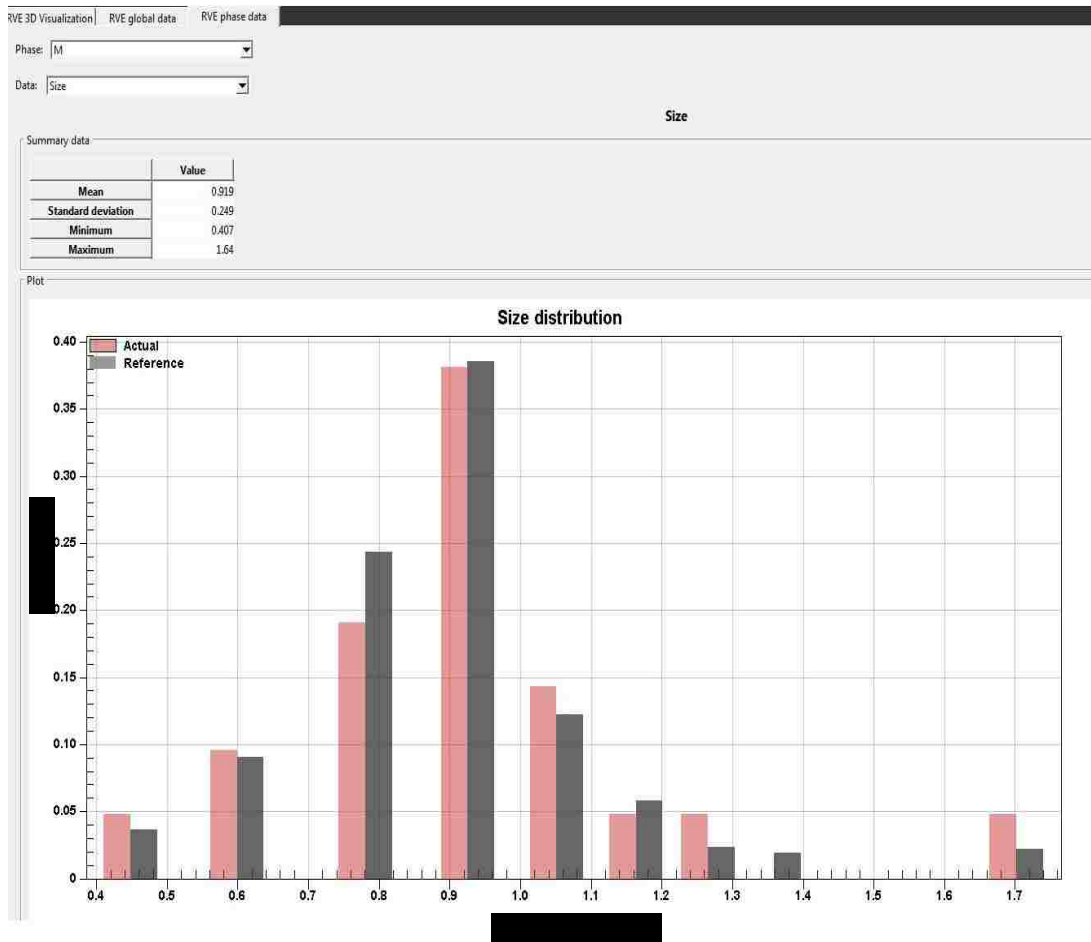 RVE 3D Visualization RVE global data RVE phase data
Phase: M
Data: Size
Size
Summary data
Value
Mean 0.919
Standard deviation 0.249
Minimum 0.407
Maximum 1.64
Plot
Size distribution
Actual
Reference
0.40
0.35
0.30
0.25
0.20
0.15
0.10
0.05
0
0.4 0.5 0.6 0.7 0.8 0.9 1.0 1.1 1.2 1.3 1.4 1.5 1.6 1.7